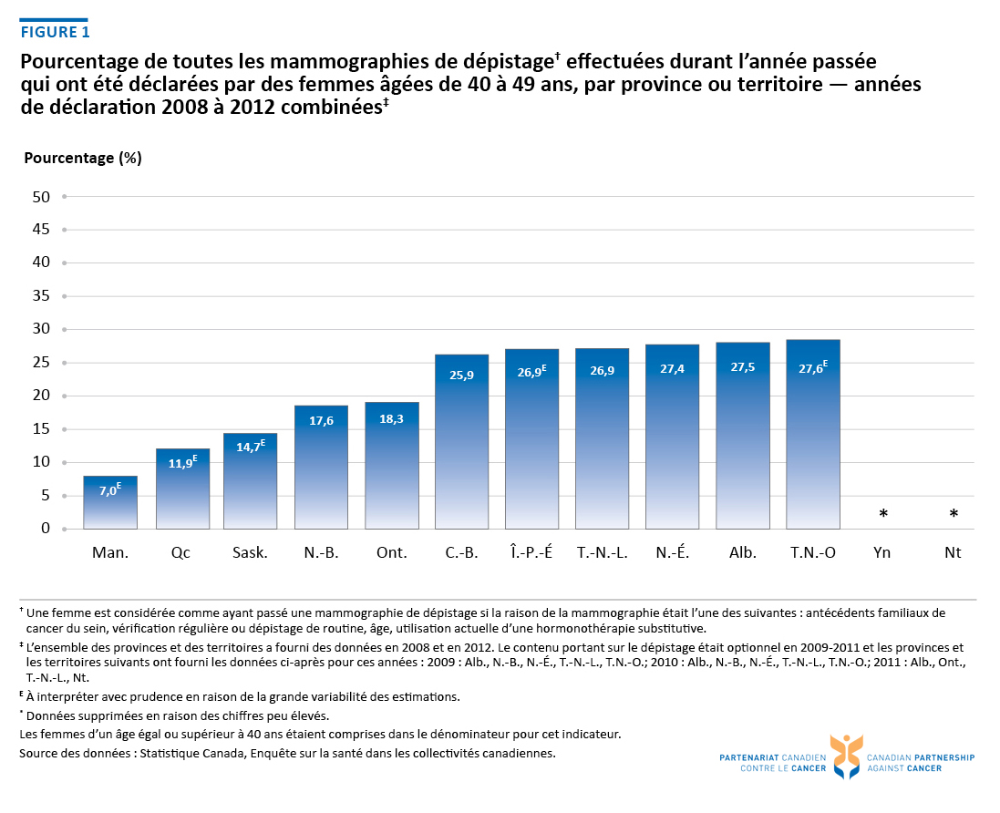 FIGURE 1
Pourcentage de toutes les mammographies de dépistage† effectuées durant l’année passée
qui ont été déclarées par des femmes âgées de 40 à 49 ans, par province ou territoire — années
de déclaration 2008 à 2012 combinées‡
Pourcentage (%)
50
45
40
35
30
25
20
15
10
5
0
7,0E
11,9E
14,7E
17,6
18,3
25,9
26,9E
26,9
27,4
27,5
27,6E
*
*
Man.
Qc
Sask.
N.-B.
Ont.
C.-B.
Î.-P.-É
T.-N.-L.
N.-É.
Alb.
T.N.-O
Yn
Nt
† Une femme est considérée comme ayant passé une mammographie de dépistage si la raison de la mammographie était l’une des suivantes : antécédents familiaux de
cancer du sein, vérification régulière ou dépistage de routine, âge, utilisation actuelle d’une hormonothérapie substitutive.
‡ L’ensemble des provinces et des territoires a fourni des données en 2008 et en 2012. Le contenu portant sur le dépistage était optionnel en 2009-2011 et les provinces et
les territoires suivants ont fourni les données ci-après pour ces années : 2009 : Alb., N.-B., N.-É., T.-N.-L., T.N.-O.; 2010 : Alb., N.-B., N.-É., T.-N.-L., T.N.-O.; 2011 : Alb., Ont.,
T.-N.-L., Nt.
E À interpréter avec prudence en raison de la grande variabilité des estimations.
* Données supprimées en raison des chiffres peu élevés.
Les femmes d’un âge égal ou supérieur à 40 ans étaient comprises dans le dénominateur pour cet indicateur.
Source des données : Statistique Canada, Enquête sur la santé dans les collectivités canadiennes.
PARTENARIAT CANADIEN
CONTRE LE CANCER
CANADIAN PARTNERSHIP
AGAINST CANCER